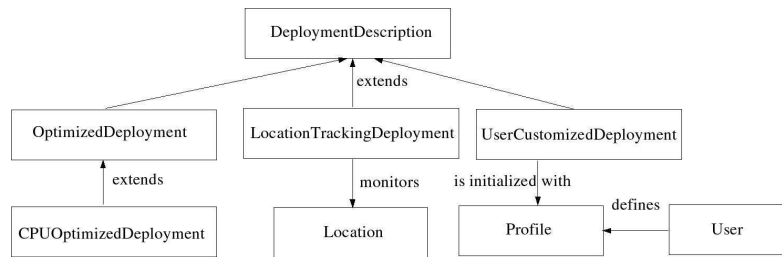 DeploymentDescription
extends
OptimizedDeployment
LocationTrackingDeployment
UserCustomizedDeployment
extends
monitors
is initialized with
defines
CPUOptimizedDeployment
Location
Profile
User